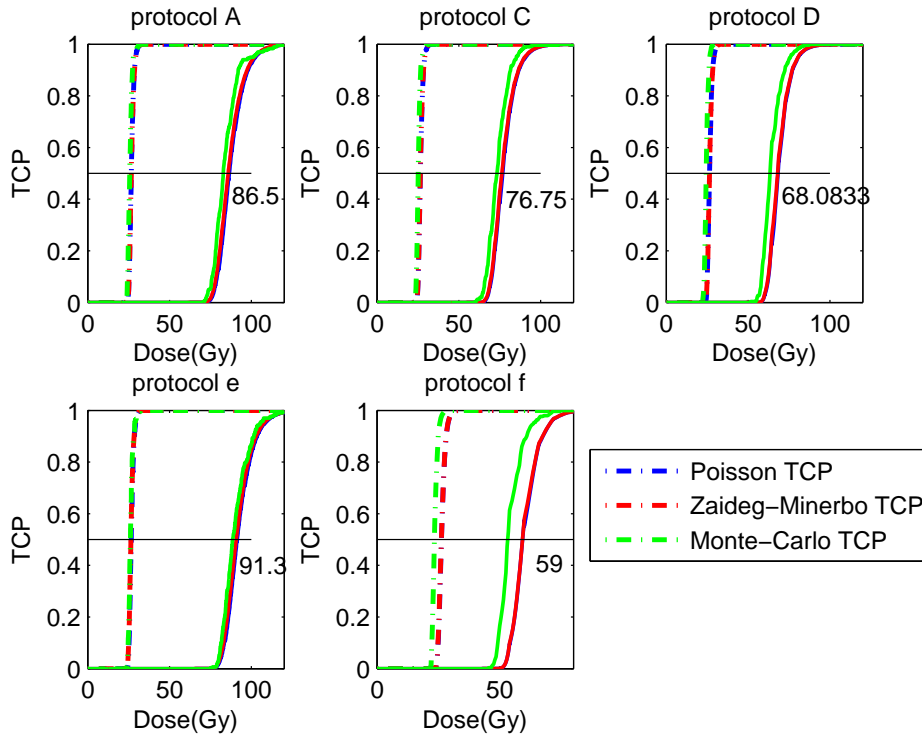 protocol A
TCP
1
0.8
0.6
0.4
0.2
0
86.5
0 50 100
Dose(Gy)
protocol C
TCP
1
0.8
0.6
0.4
0.2
0
76.75
0 50 100
Dose(Gy)
protocol D
TCP
1
0.8
0.6
0.4
0.2
0
68.0833
0 50 100
Dose(Gy)
protocol e
TCP
1
0.8
0.6
0.4
0.2
0
91.3
0 50 100
Dose(Gy)
protocol f
TCP
1
0.8
0.6
0.4
0.2
0
59
0 50
Dose(Gy)
Poisson TCP
Zaideg−Minerbo TCP
Monte−Carlo TCP